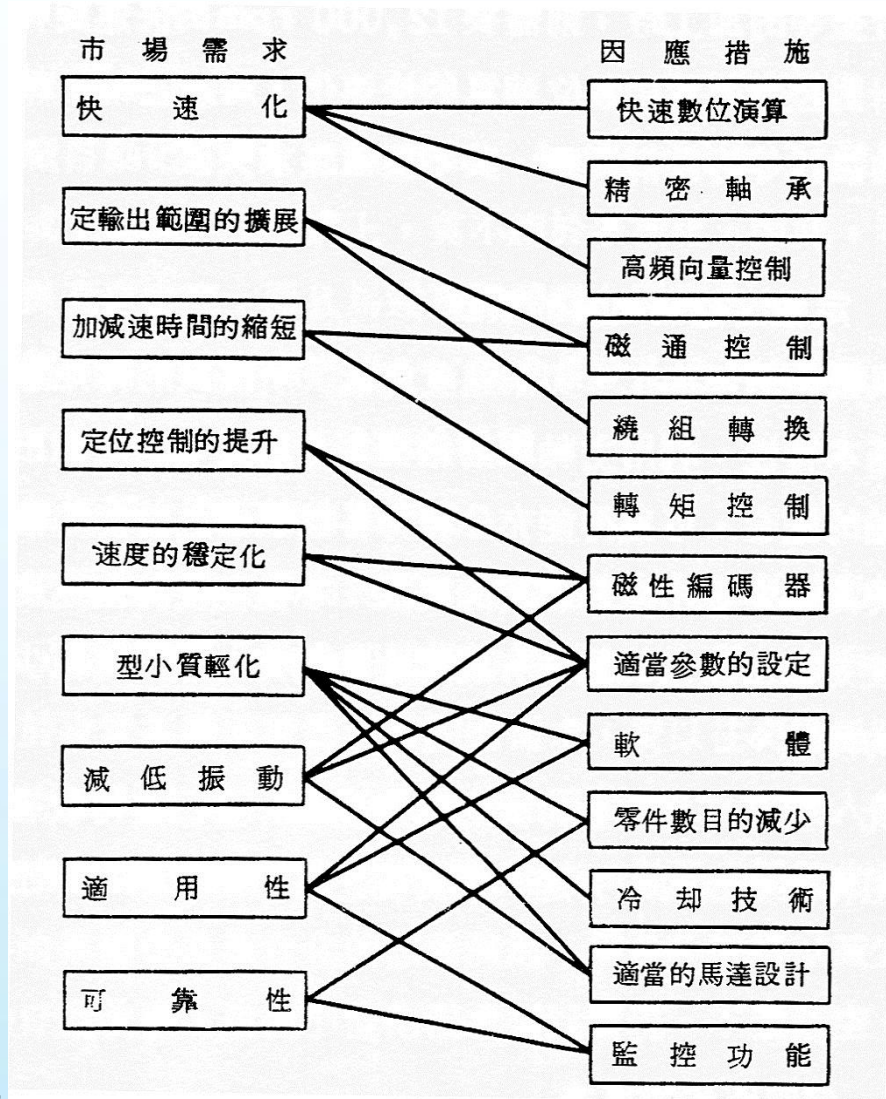 市場需求
快速化
定輸出範圍的擴展
加減速時間的縮短
定位控制的提升
速度的穩定化
型小質輕化
減低振動
適用性
可靠性
因應措施
快速數位演算
精密軸承
高頻向量控制
磁通控制
繞組轉換
轉矩控制
磁性編碼器
適當參數的設定
軟體
零件數目的減少
冷却技術
適當的馬達設計
監控功能